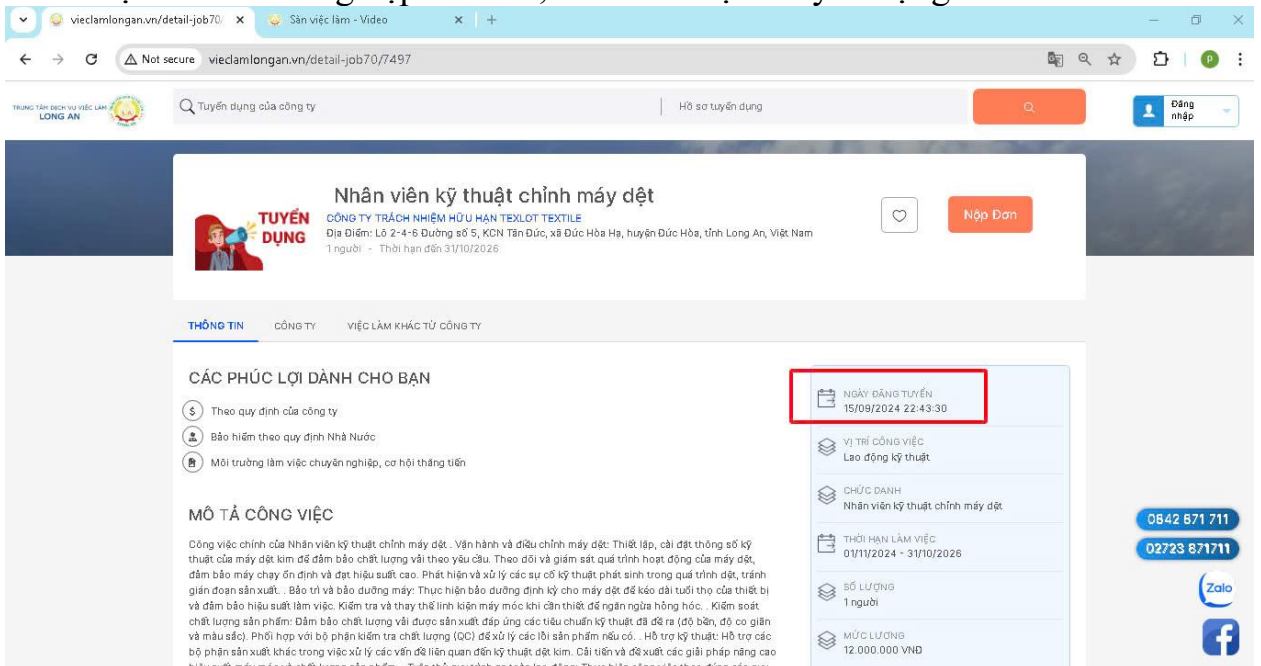 vieclamlongan.vn/detail-job70/
Sàn việc làm - Video
Not secure
vieclamlongan.vn/detail-job70/7497
P
TRUNG TÂM DỊCH VỤ VIỆC LÀM
LONG AN
Tuyển dụng của công ty
Hồ sơ tuyển dụng
Đăng
nhập
TUYỂN
DỤNG
Nhân viên kỹ thuật chỉnh máy dệt
CÔNG TY TRÁCH NHIỆM HỮU HẠN TEXLOT TEXTILE
Địa Điểm: Lô 2-4-6 Đường số 5, KCN Tân Đức, xã Đức Hòa Hạ, huyện Đức Hòa, tỉnh Long An, Việt Nam
1 người - Thời hạn đến 31/10/2026
Nộp Đơn
THÔNG TIN
CÔNG TY
VIỆC LÀM KHÁC TỪ CÔNG TY
CÁC PHÚC LỢI DÀNH CHO BẠN
Theo quy định của công ty
Bảo hiểm theo quy định Nhà Nước
Môi trường làm việc chuyên nghiệp, cơ hội thăng tiến
MÔ TẢ CÔNG VIỆC
Công việc chính của Nhân viên kỹ thuật chỉnh máy dệt . Vận hành và điều chỉnh máy dệt: Thiết lập, cài đặt thông số kỹ
thuật của máy dệt kim để đảm bảo chất lượng vải theo yêu cầu. Theo dõi và giám sát quá trình hoạt động của máy dệt,
đảm bảo máy chạy ổn định và đạt hiệu suất cao. Phát hiện và xử lý các sự cố kỹ thuật phát sinh trong quá trình dệt, tránh
gián đoạn sản xuất. . Bảo trì và bảo dưỡng máy: Thực hiện bảo dưỡng định kỳ cho máy dệt để kéo dài tuổi thọ của thiết bị
và đảm bảo hiệu suất làm việc. Kiểm tra và thay thế linh kiện máy móc khi cần thiết để ngăn ngừa hỏng hóc. . Kiểm soát
chất lượng sản phẩm: Đảm bảo chất lượng vải được sản xuất đáp ứng các tiêu chuẩn kỹ thuật đã đề ra (độ bền, độ co giãn
và màu sắc). Phối hợp với bộ phận kiểm tra chất lượng (QC) để xử lý các lỗi sản phẩm nếu có. . Hỗ trợ kỹ thuật: Hỗ trợ các
bộ phận sản xuất khác trong việc xử lý các vấn đề liên quan đến kỹ thuật dệt kim. Cải tiến và đề xuất các giải pháp nâng cao
NGÀY ĐĂNG TUYỂN
15/09/2024 22:43:30
VỊ TRÍ CÔNG VIỆC
Lao động kỹ thuật
CHỨC DANH
Nhân viên kỹ thuật chỉnh máy dệt
THỜI HẠN LÀM VIỆC
01/11/2024 - 31/10/2026
SỐ LƯỢNG
1 người
MỨC LƯƠNG
12.000.000 VNĐ
0842 871 711
02723 871711
Zalo